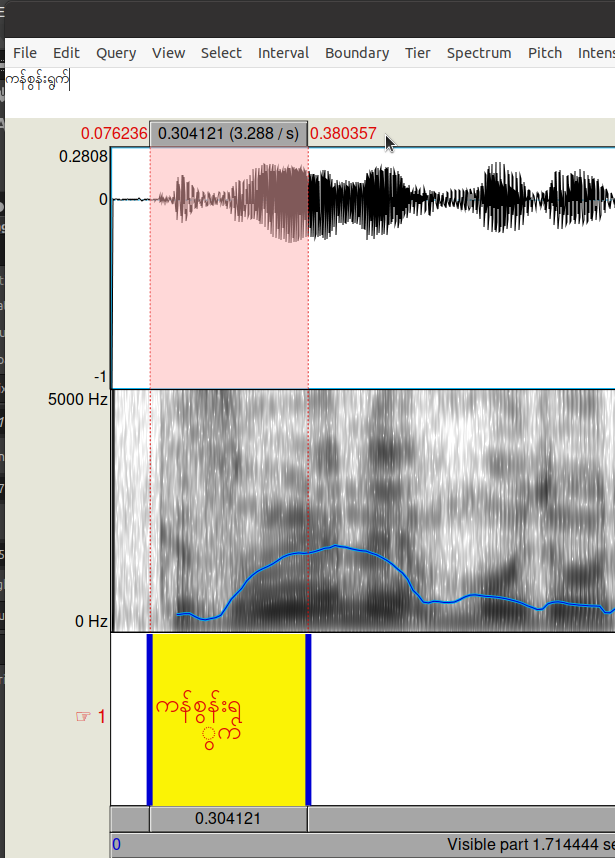 File Edit Query View Select Interval Boundary Tier Spectrum Pitch Intens
ကန်စွန်းရွက်
0.076236 0.304121 (3.288 / s) 0.380357
0.2808
0
-1
5000 Hz
0 Hz
☞ 1
ကန်စွန်းရ
ွက်
0.304121
0 Visible part 1.714444 se